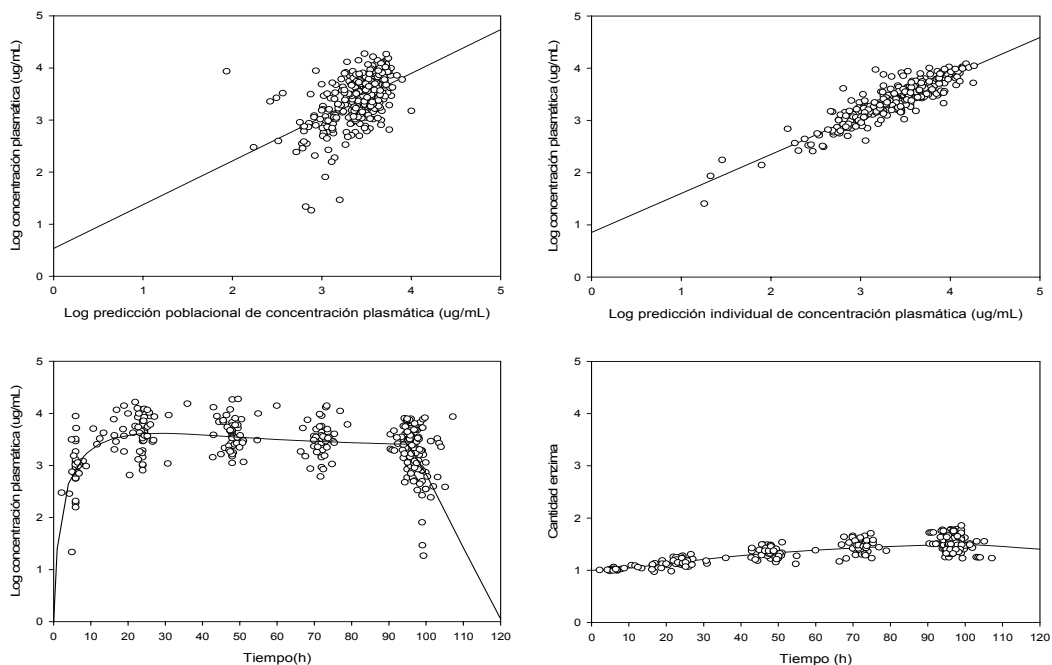 Log concentración plasmática (ug/mL)
5
4
3
2
1
0
0 1 2 3 4 5
Log predicción poblacional de concentración plasmática (ug/mL)
Log concentración plasmática (ug/mL)
5
4
3
2
1
0
0 1 2 3 4 5
Log predicción individual de concentración plasmática (ug/mL)
Log concentración plasmática (ug/mL)
5
4
3
2
1
0
0 10 20 30 40 50 60 70 80 90 100 110 120
Tiempo(h)
Cantidad enzima
5
4
3
2
1
0
0 10 20 30 40 50 60 70 80 90 100 110 120
Tiempo (h)